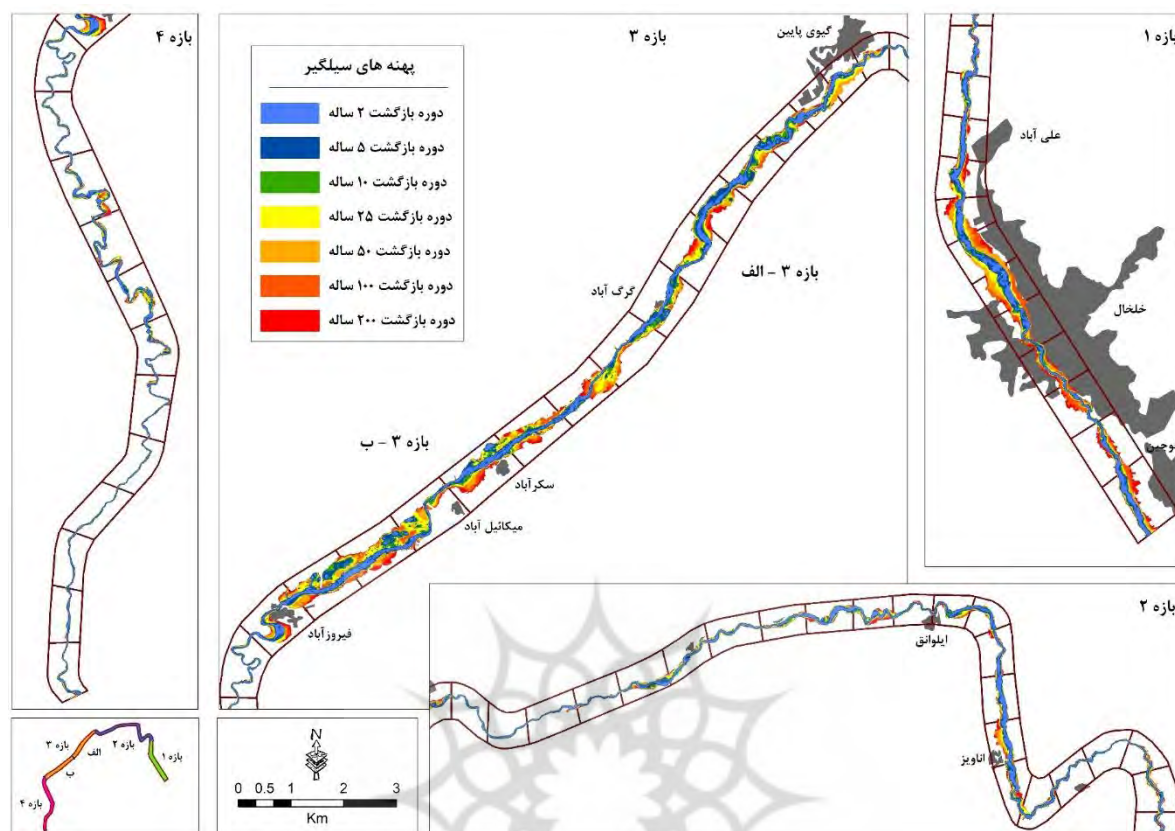 بازه ۱
علی آباد
خلخال
بازه ۳
گیوی پایین
پهنه های سیلگیر
دوره بازگشت ۲ ساله
دوره بازگشت ۵ ساله
دوره بازگشت ۱۰ ساله
دوره بازگشت ۲۵ ساله
دوره بازگشت ۵۰ ساله
دوره بازگشت ۱۰۰ ساله
دوره بازگشت ۲۰۰ ساله
بازه ۳ - الف
گرگ آباد
بازه ۳ - ب
سکرآباد
میکائیل آباد
فیروزآباد
بازه ۴
بازه ۲
ایلوانق
اناویز
بازه ۳
الف
ب
بازه ۲
بازه ۱
بازه ۴
N
0 0.5 1 2 3
Km